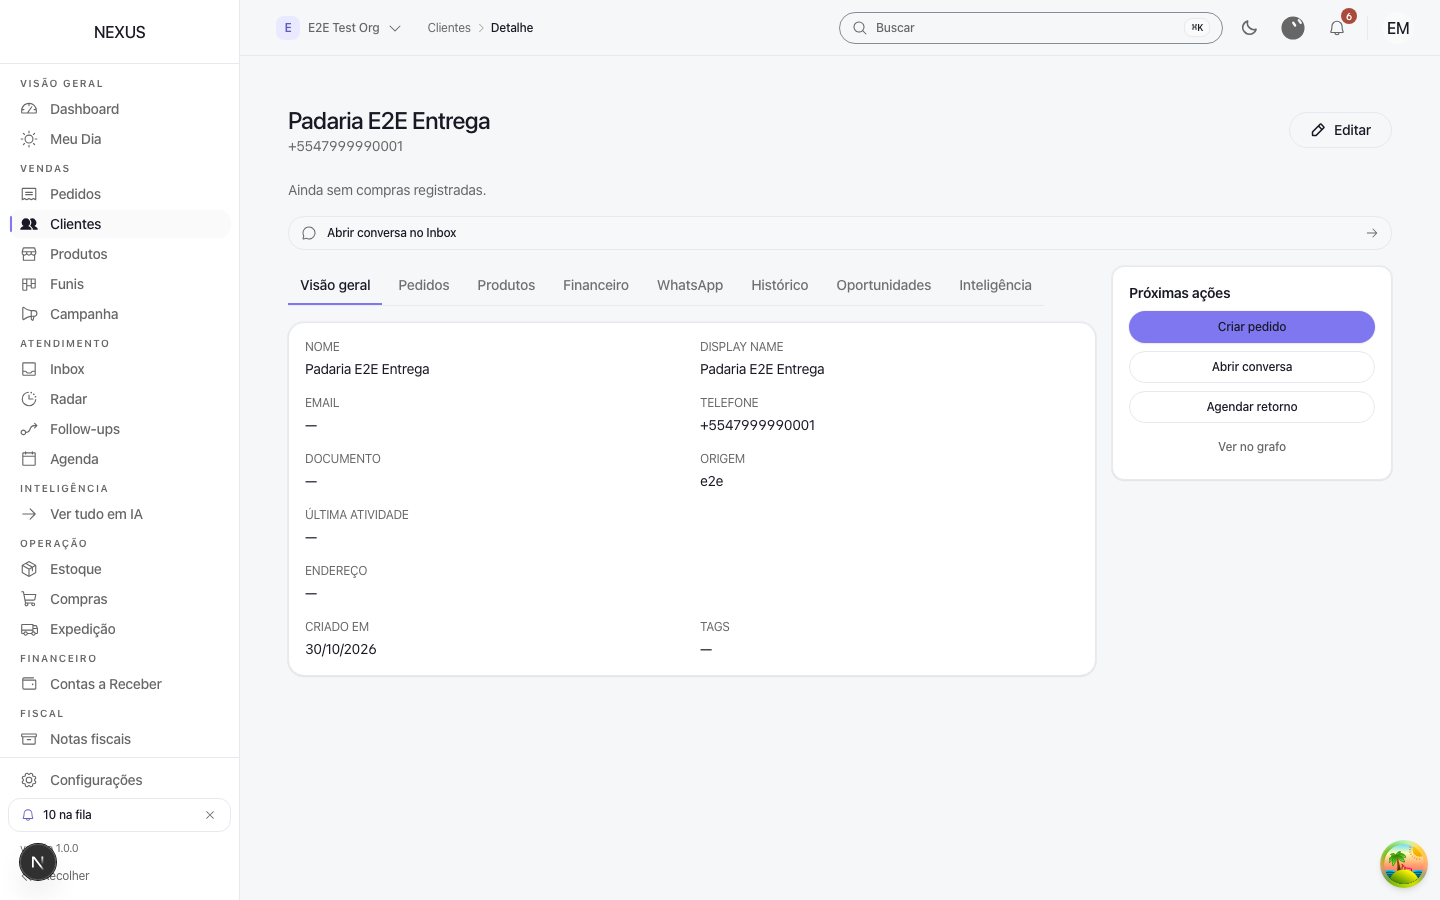 NEXUS
E
E2E Test Org
Clientes
Detalhe
Buscar
⌘K
6
EM
VISÃO GERAL
Dashboard
Meu Dia
VENDAS
Pedidos
Clientes
Produtos
Funis
Campanha
ATENDIMENTO
Inbox
Radar
Follow-ups
Agenda
INTELIGÊNCIA
Ver tudo em IA
OPERAÇÃO
Estoque
Compras
Expedição
FINANCEIRO
Contas a Receber
FISCAL
Notas fiscais
Configurações
10 na fila
1.0.0
N
Padaria E2E Entrega
+5547999990001
Editar
Ainda sem compras registradas.
Abrir conversa no Inbox
Visão geral Pedidos Produtos Financeiro WhatsApp Histórico Oportunidades Inteligência
NOME
Padaria E2E Entrega
DISPLAY NAME
Padaria E2E Entrega
EMAIL
—
TELEFONE
+5547999990001
DOCUMENTO
—
ORIGEM
e2e
ÚLTIMA ATIVIDADE
—
ENDEREÇO
—
CRIADO EM
30/10/2026
TAGS
—
Próximas ações
Criar pedido
Abrir conversa
Agendar retorno
Ver no grafo